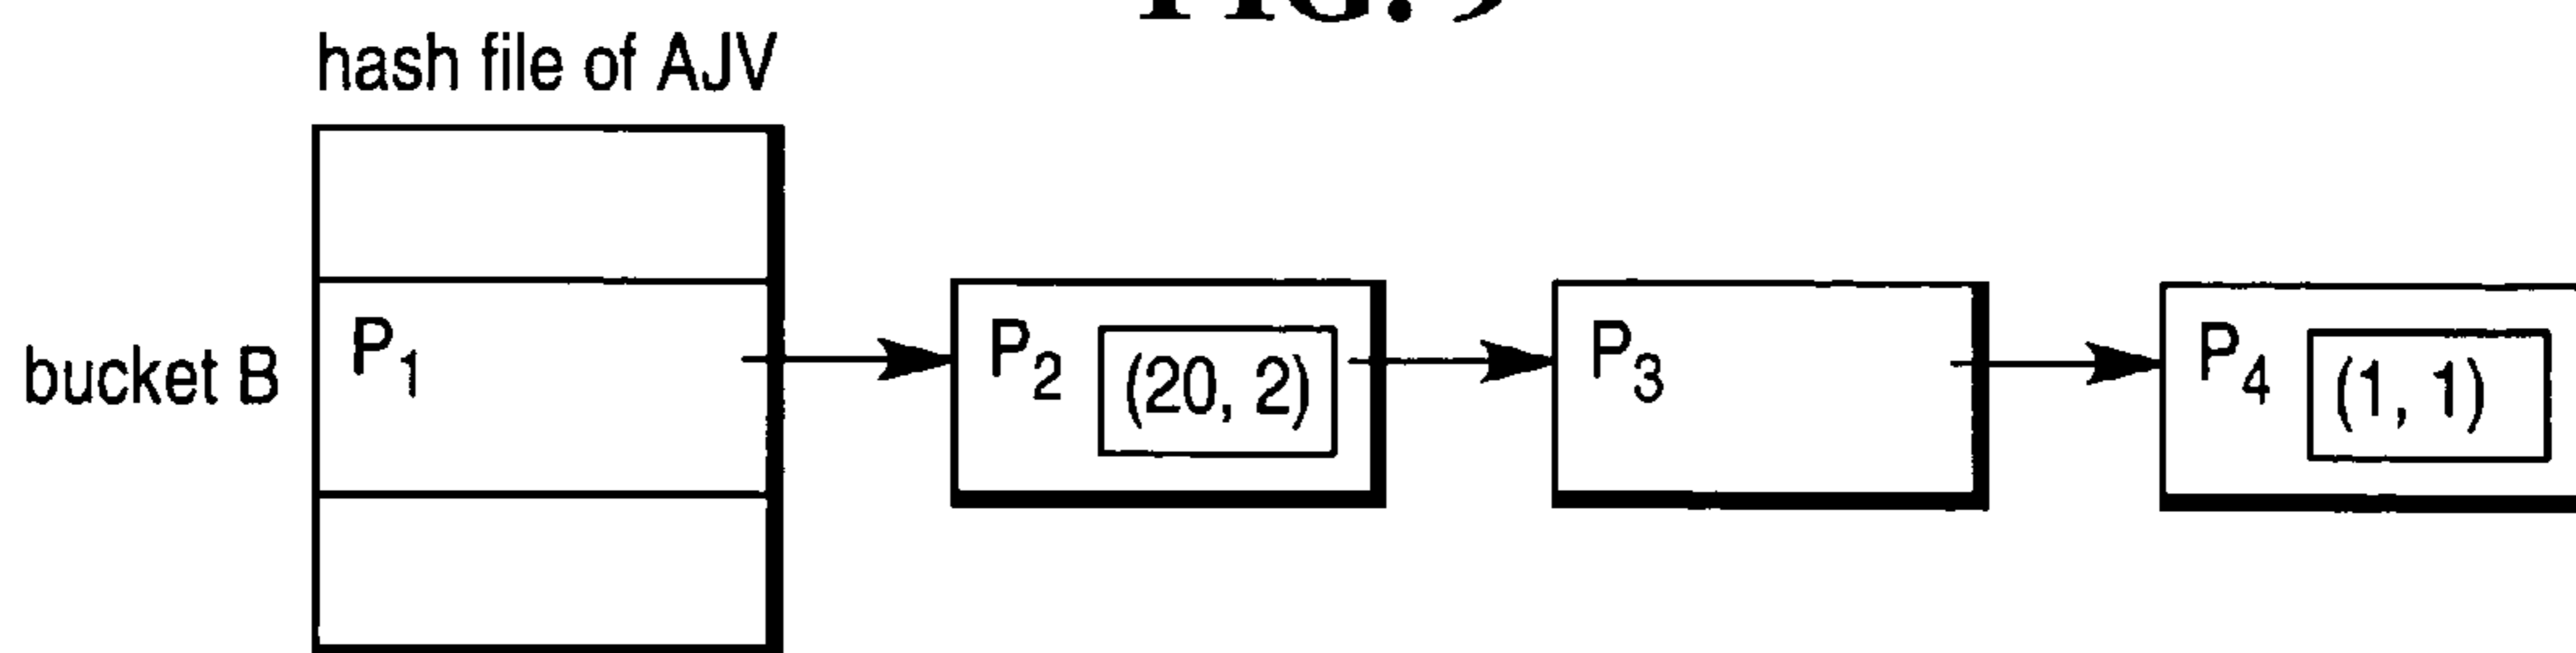 hash file of AJV
bucket B
P1
P2 (20, 2)
P3
P4 (1, 1)